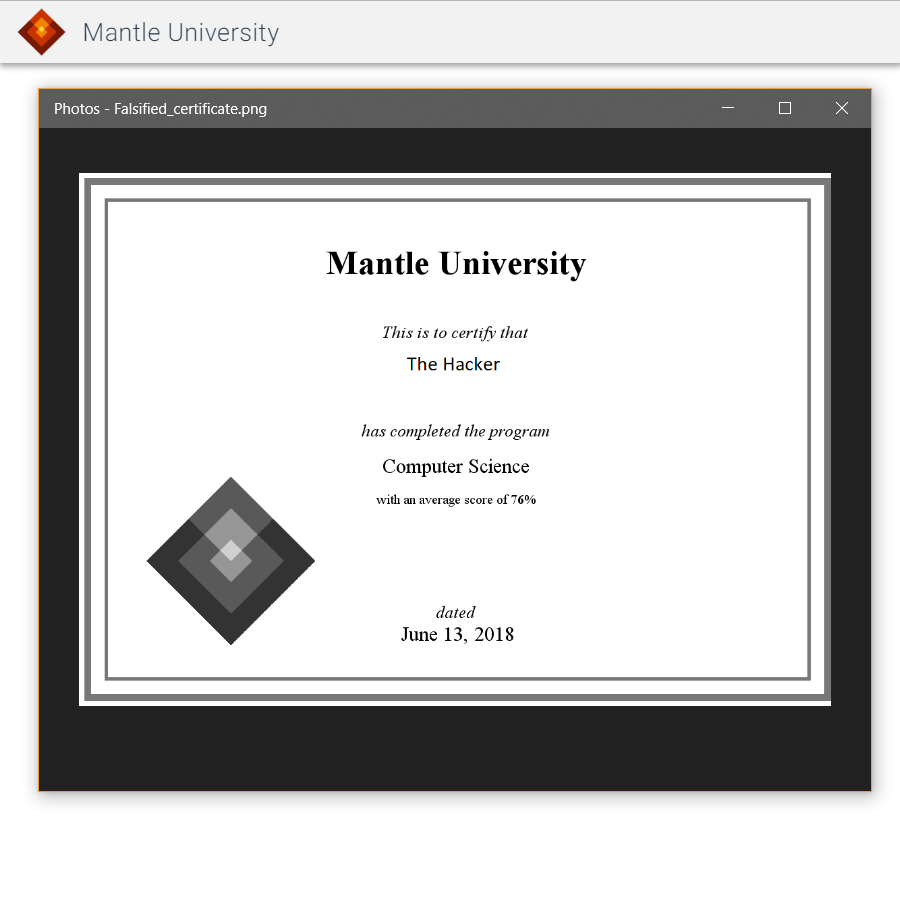 Mantle University
Photos - Falsified_certificate.png
Mantle University
This is to certify that
The Hacker
has completed the program
Computer Science
with an average score of 76%
dated
June 13, 2018